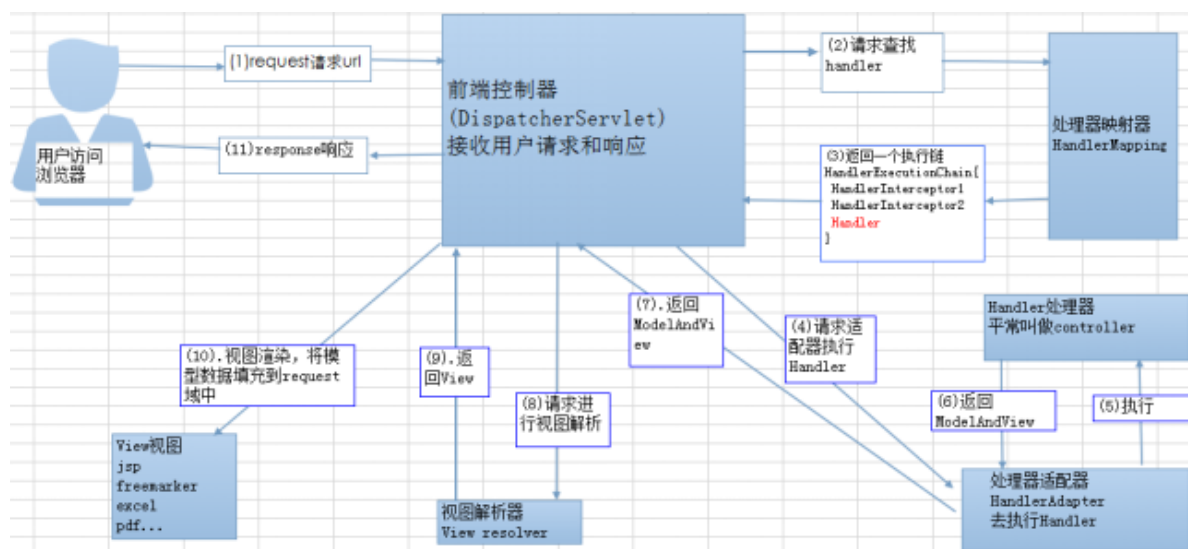 (1)request请求url
(2)请求查找
handler
前端控制器
(DispatcherServlet)
接收用户请求和响应
处理器映射器
HandlerMapping
用户访问
浏览器
(11)response响应
(3)返回一个执行链
HandlerExecutionChain[
HandlerInterceptor1
HandlerInterceptor2
Handler
]
(7).返回
ModelAndVi
ew
(4)请求适
配器执行
Handler
Handler处理器
平常叫做controller
(10).视图渲染，将模
型数据填充到request
域中
(9).返
回View
(8)请求进
行视图解析
(6)返回
ModelAndView
(5)执行
View视图
jsp
freemarker
excel
pdf...
视图解析器
View resolver
处理器适配器
HandlerAdapter
去执行Handler